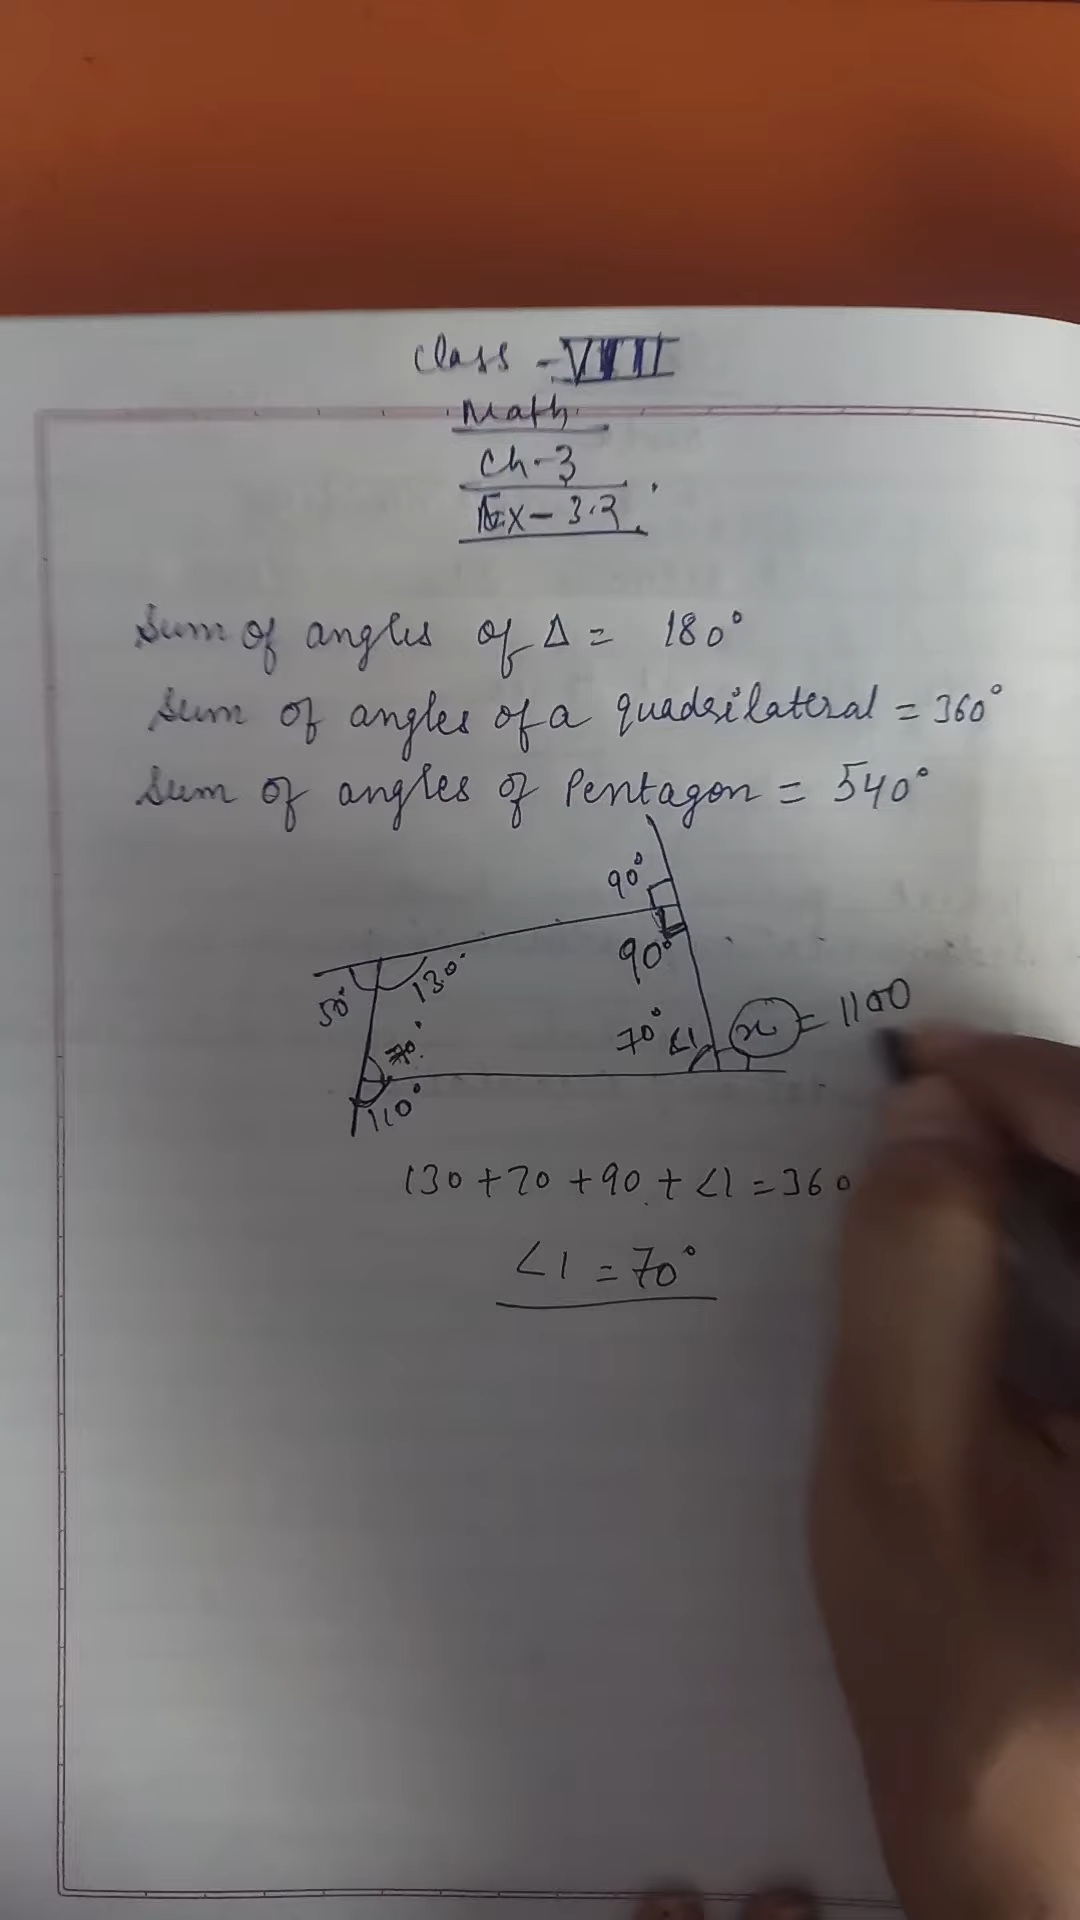 Class - VIII
Math
Ch-3
Ex - 3.2
Sum of angles of Δ = 180°
Sum of angles of a quadrilateral = 360°
Sum of angles of Pentagon = 540°
90°
90°
50° 130°
70° 70° ∠1 x = 110
110°
130 + 70 + 90 + ∠1 = 360
∠1 = 70°